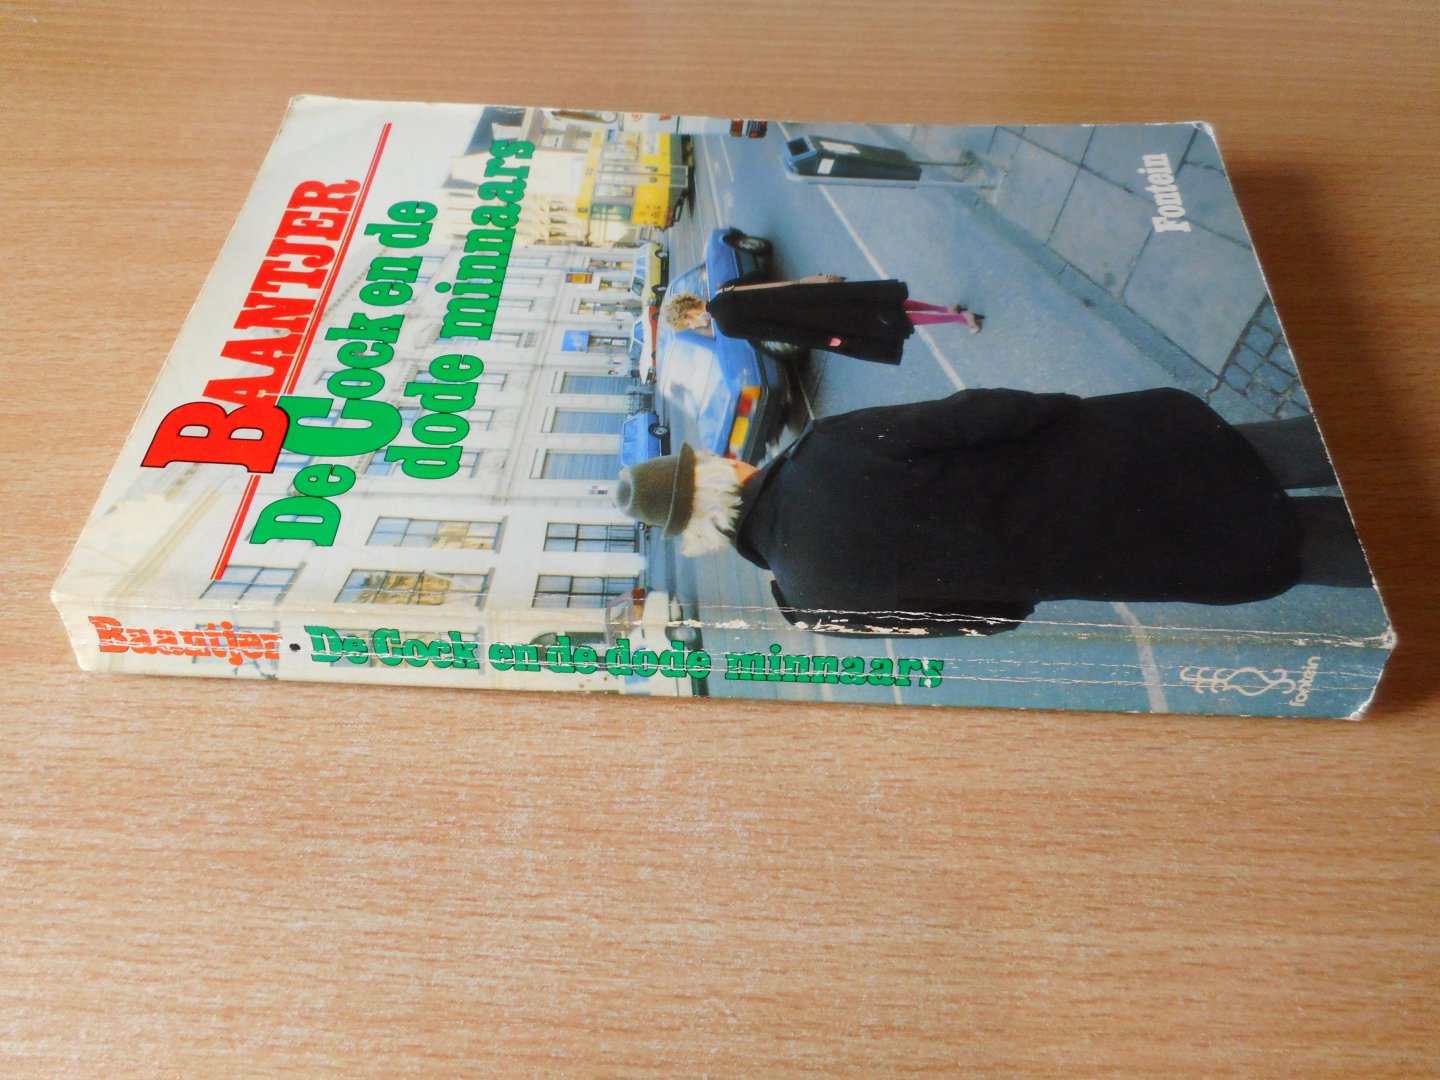 BAANTJER
De Cock en de
dode minnaars
Fontein
Baantjer • De Cock en de dode minnaars
fontein